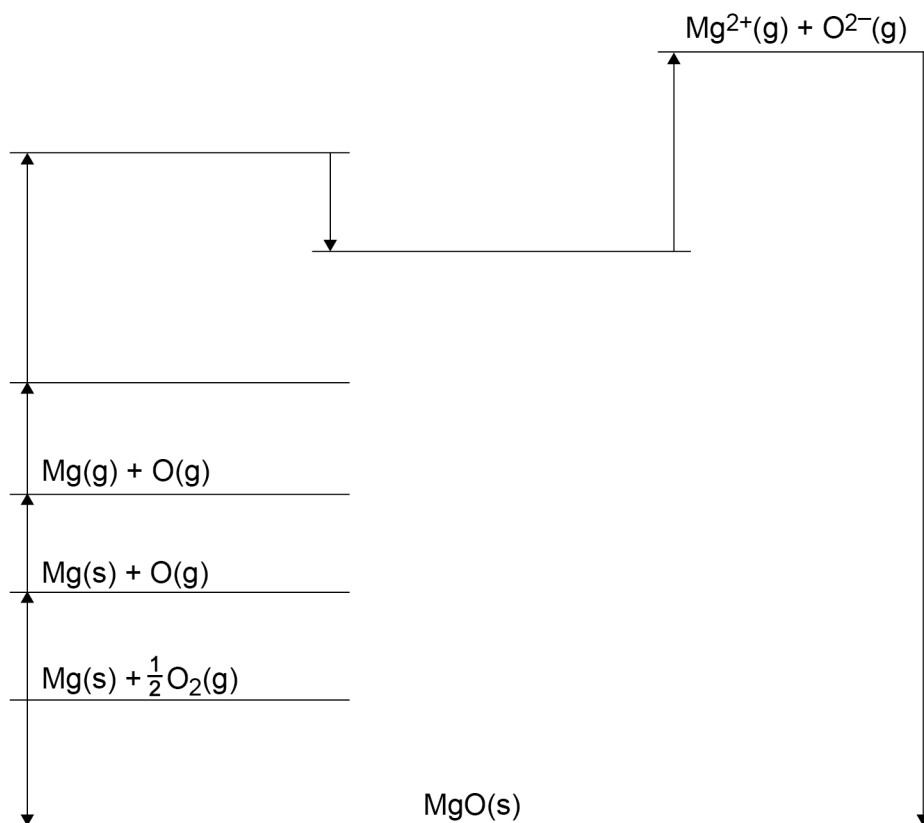 Mg²⁺(g) + O²⁻(g)
Mg(g) + O(g)
Mg(s) + O(g)
Mg(s) + ½O₂(g)
MgO(s)